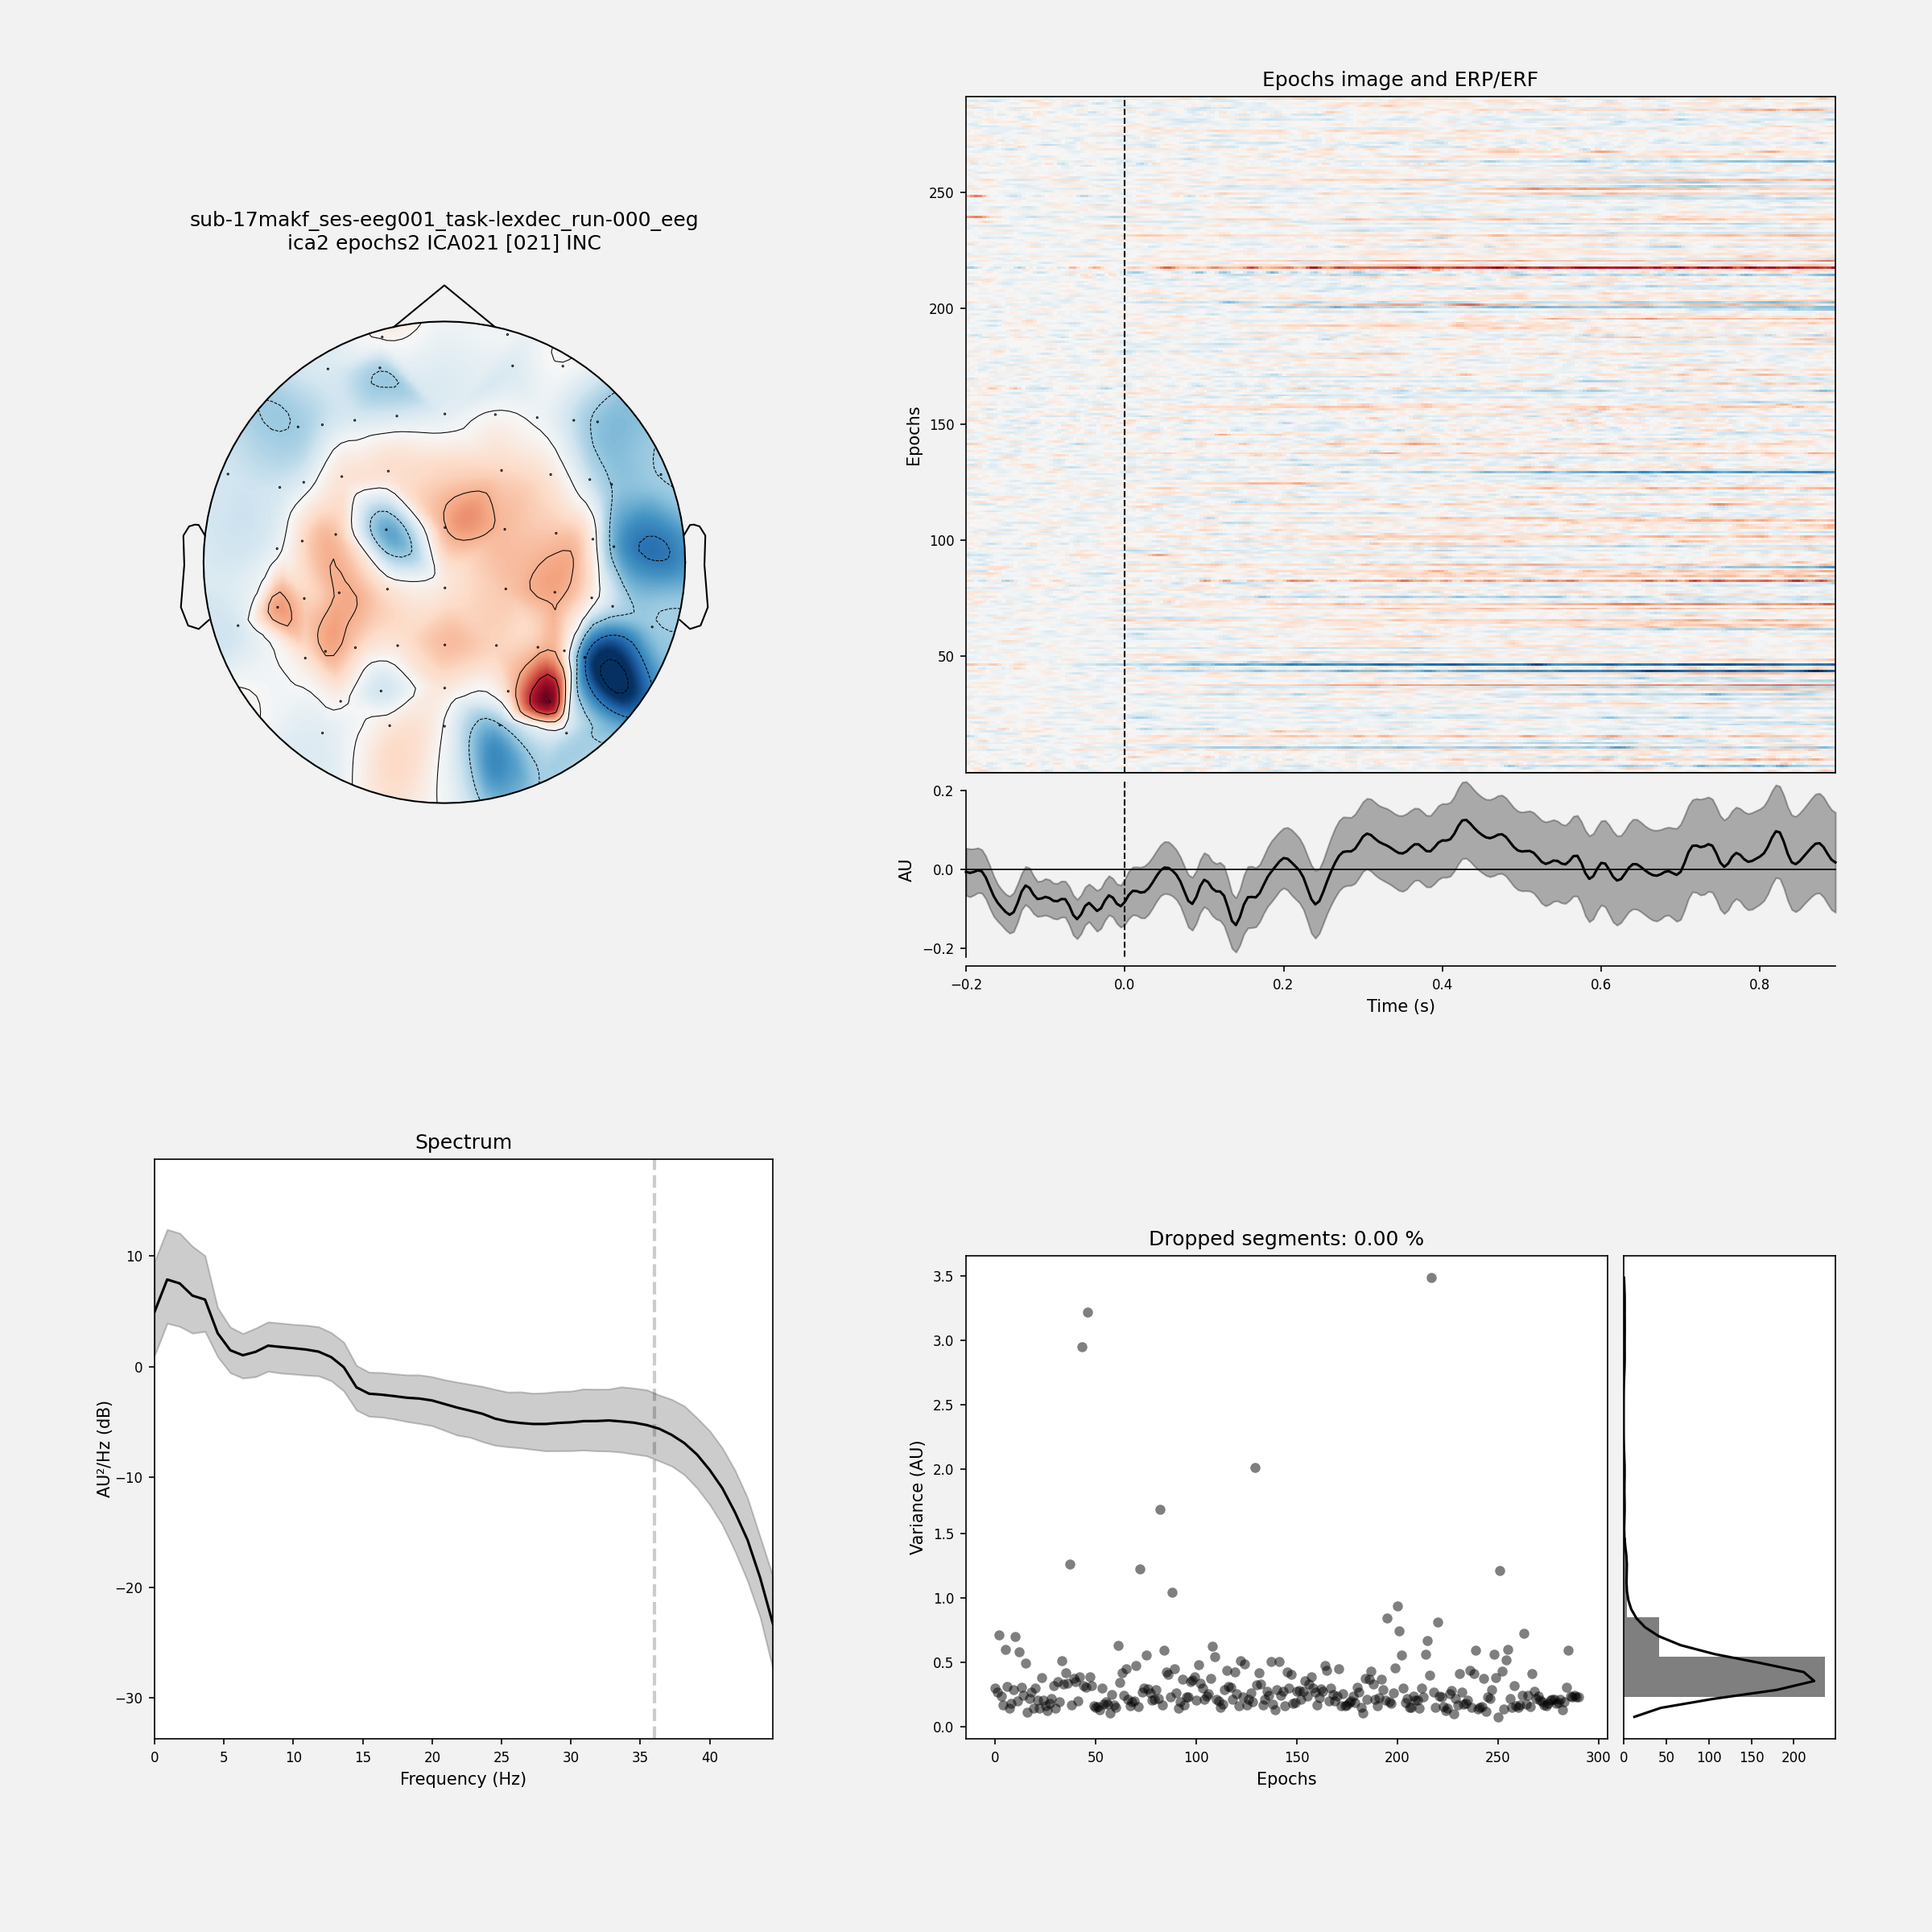 sub-17makf_ses-eeg001_task-lexdec_run-000_eeg
ica2 epochs2 ICA021 [021] INC
Epochs image and ERP/ERF
Epochs
250
200
150
100
50
AU
0.2
0.0
−0.2
−0.2 0.0 0.2 0.4 0.6 0.8
Time (s)
Spectrum
AU²/Hz (dB)
10
0
−10
−20
−30
0 5 10 15 20 25 30 35 40
Frequency (Hz)
Dropped segments: 0.00 %
Variance (AU)
3.5
3.0
2.5
2.0
1.5
1.0
0.5
0.0
0 50 100 150 200 250 300
Epochs
0 50 100 150 200